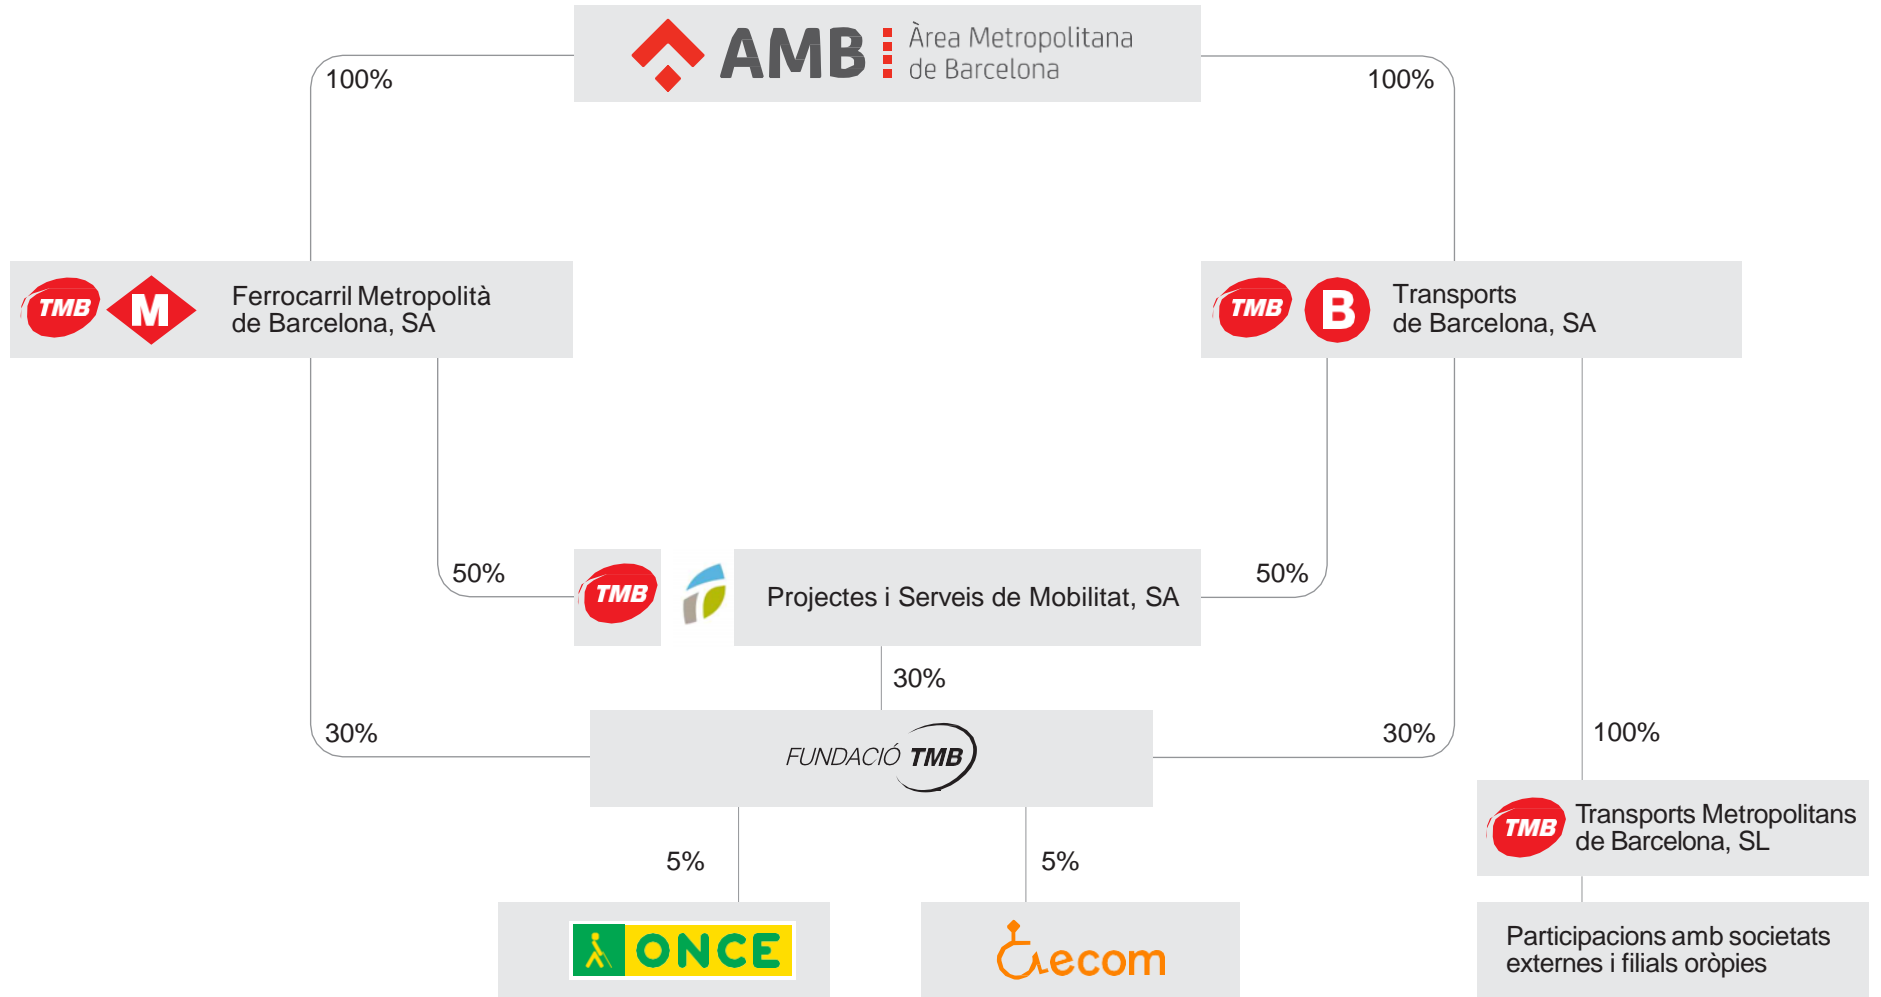 AMB
Àrea Metropolitana
de Barcelona
100%
100%
TMB
M
Ferrocarril Metropolità
de Barcelona, SA
TMB
B
Transports
de Barcelona, SA
50%
TMB
Projectes i Serveis de Mobilitat, SA
50%
30%
30%
FUNDACIÓ TMB
30%
100%
TMB
Transports Metropolitans
de Barcelona, SL
5%
5%
ONCE
ecom
Participacions amb societats
externes i filials oròpies